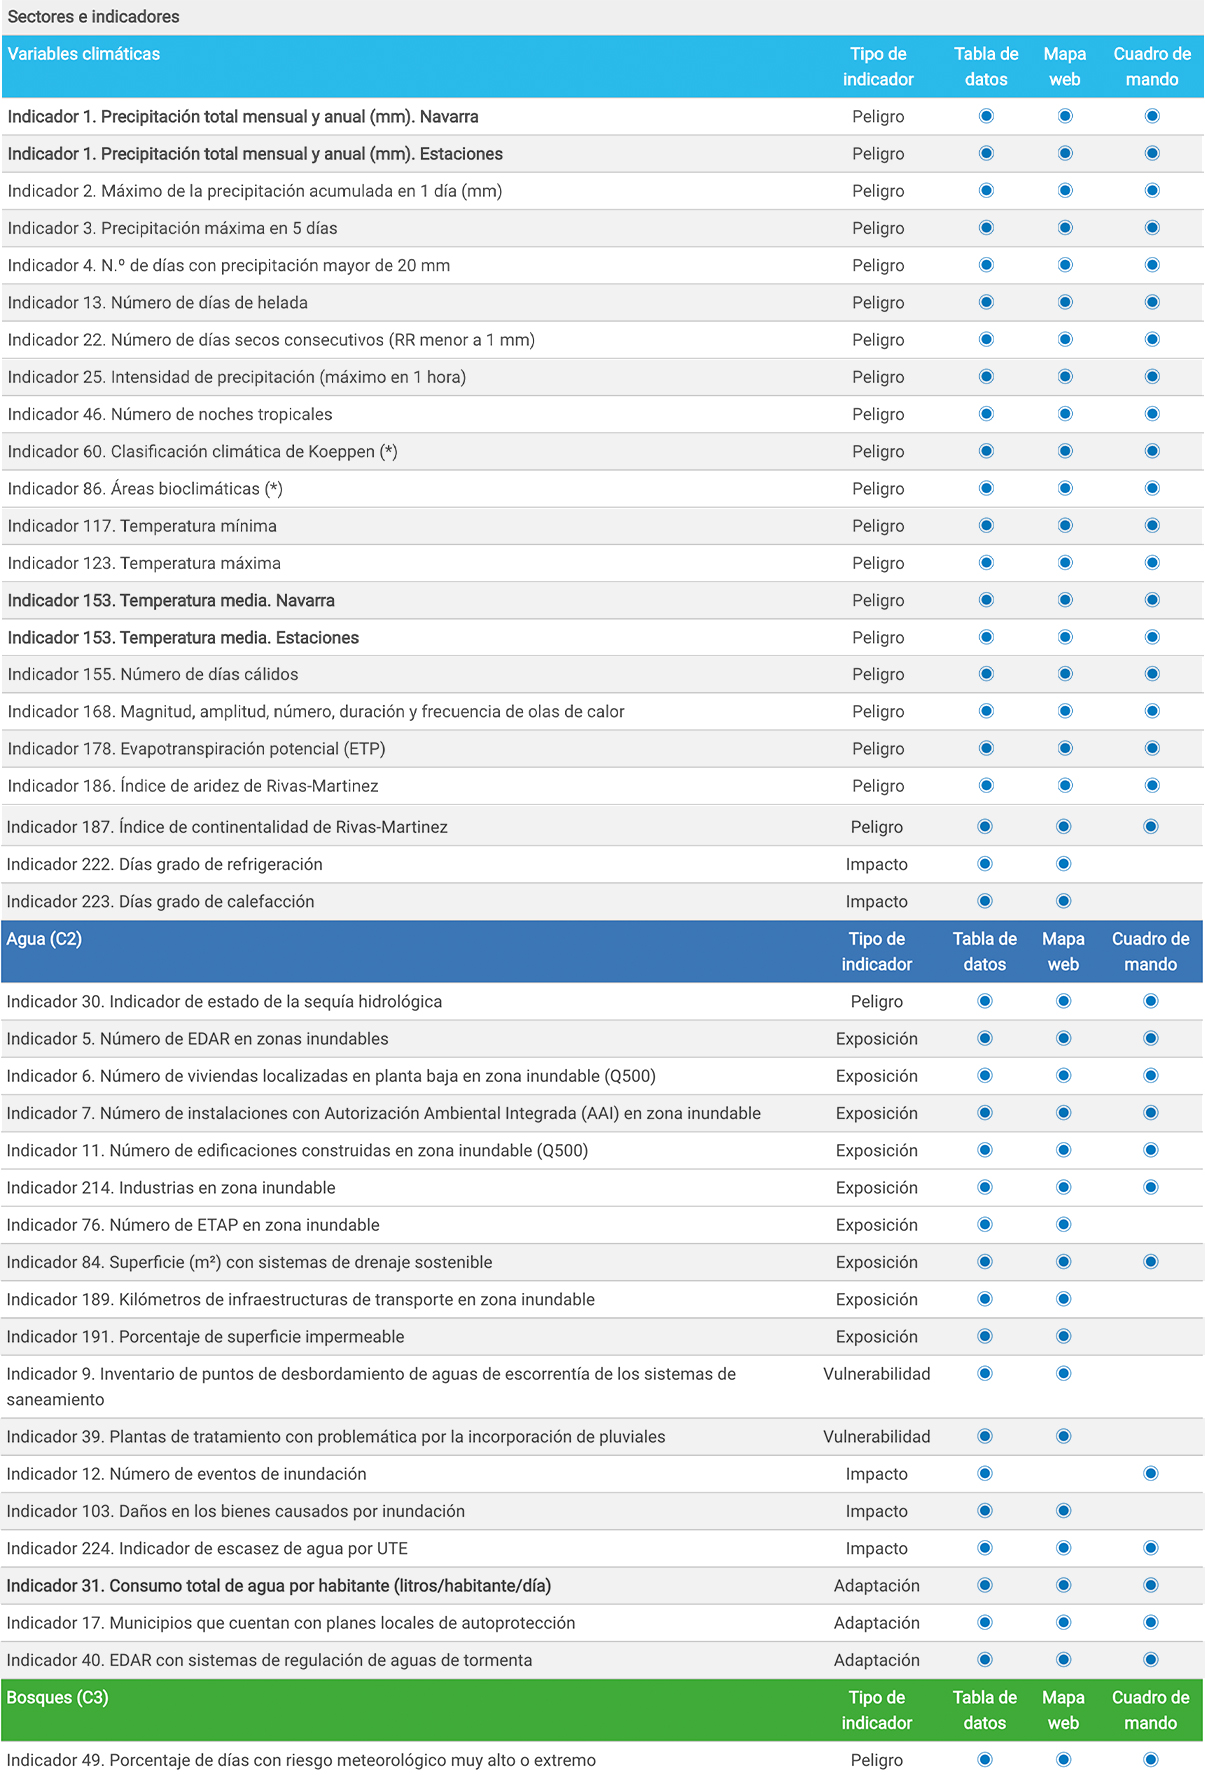 Sectores e indicadores
Variables climáticas Tipo de indicador Tabla de datos Mapa web Cuadro de mando
Indicador 1. Precipitación total mensual y anual (mm). Navarra Peligro
Indicador 1. Precipitación total mensual y anual (mm). Estaciones Peligro
Indicador 2. Máximo de la precipitación acumulada en 1 día (mm) Peligro
Indicador 3. Precipitación máxima en 5 días Peligro
Indicador 4. N.º de días con precipitación mayor de 20 mm Peligro
Indicador 13. Número de días de helada Peligro
Indicador 22. Número de días secos consecutivos (RR menor a 1 mm) Peligro
Indicador 25. Intensidad de precipitación (máximo en 1 hora) Peligro
Indicador 46. Número de noches tropicales Peligro
Indicador 60. Clasificación climática de Koeppen (*) Peligro
Indicador 86. Áreas bioclimáticas (*) Peligro
Indicador 117. Temperatura mínima Peligro
Indicador 123. Temperatura máxima Peligro
Indicador 153. Temperatura media. Navarra Peligro
Indicador 153. Temperatura media. Estaciones Peligro
Indicador 155. Número de días cálidos Peligro
Indicador 168. Magnitud, amplitud, número, duración y frecuencia de olas de calor Peligro
Indicador 178. Evapotranspiración potencial (ETP) Peligro
Indicador 186. Índice de aridez de Rivas-Martinez Peligro
Indicador 187. Índice de continentalidad de Rivas-Martinez Peligro
Indicador 222. Días grado de refrigeración Impacto
Indicador 223. Días grado de calefacción Impacto
Agua (C2) Tipo de indicador Tabla de datos Mapa web Cuadro de mando
Indicador 30. Indicador de estado de la sequía hidrológica Peligro
Indicador 5. Número de EDAR en zonas inundables Exposición
Indicador 6. Número de viviendas localizadas en planta baja en zona inundable (Q500) Exposición
Indicador 7. Número de instalaciones con Autorización Ambiental Integrada (AAI) en zona inundable Exposición
Indicador 11. Número de edificaciones construidas en zona inundable (Q500) Exposición
Indicador 214. Industrias en zona inundable Exposición
Indicador 76. Número de ETAP en zona inundable Exposición
Indicador 84. Superficie (m²) con sistemas de drenaje sostenible Exposición
Indicador 189. Kilómetros de infraestructuras de transporte en zona inundable Exposición
Indicador 191. Porcentaje de superficie impermeable Exposición
Indicador 9. Inventario de puntos de desbordamiento de aguas de escorrentía de los sistemas de Vulnerabilidad
saneamiento
Indicador 39. Plantas de tratamiento con problemática por la incorporación de pluviales Vulnerabilidad
Indicador 12. Número de eventos de inundación Impacto
Indicador 103. Daños en los bienes causados por inundación Impacto
Indicador 224. Indicador de escasez de agua por UTE Impacto
Indicador 31. Consumo total de agua por habitante (litros/habitante/día) Adaptación
Indicador 17. Municipios que cuentan con planes locales de autoprotección Adaptación
Indicador 40. EDAR con sistemas de regulación de aguas de tormenta Adaptación
Bosques (C3) Tipo de indicador Tabla de datos Mapa web Cuadro de mando
Indicador 49. Porcentaje de días con riesgo meteorológico muy alto o extremo Peligro